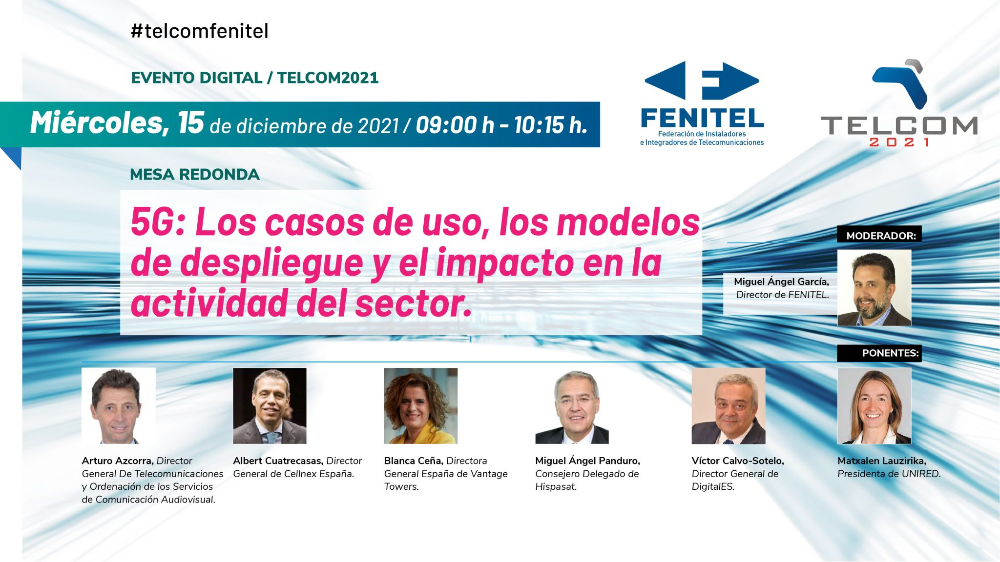 #telcomfenitel
EVENTO DIGITAL / TELCOM2021
Miércoles, 15 de diciembre de 2021 / 09:00 h - 10:15 h.
FENITEL
Federación de Instaladores
e Integradores de Telecomunicaciones
TELCOM
2021
MESA REDONDA
5G: Los casos de uso, los modelos
de despliegue y el impacto en la
actividad del sector.
MODERADOR:
Miguel Ángel García,
Director de FENITEL.
PONENTES:
Arturo Azcorra, Director
General De Telecomunicaciones
y Ordenación de los Servicios
de Comunicación Audiovisual.
Albert Cuatrecasas, Director
General de Cellnex España.
Blanca Ceña, Directora
General España de Vantage
Towers.
Miguel Ángel Panduro,
Consejero Delegado de
Hispasat.
Víctor Calvo-Sotelo,
Director General de
DigitalES.
Matxalen Lauzirika,
Presidenta de UNIRED.